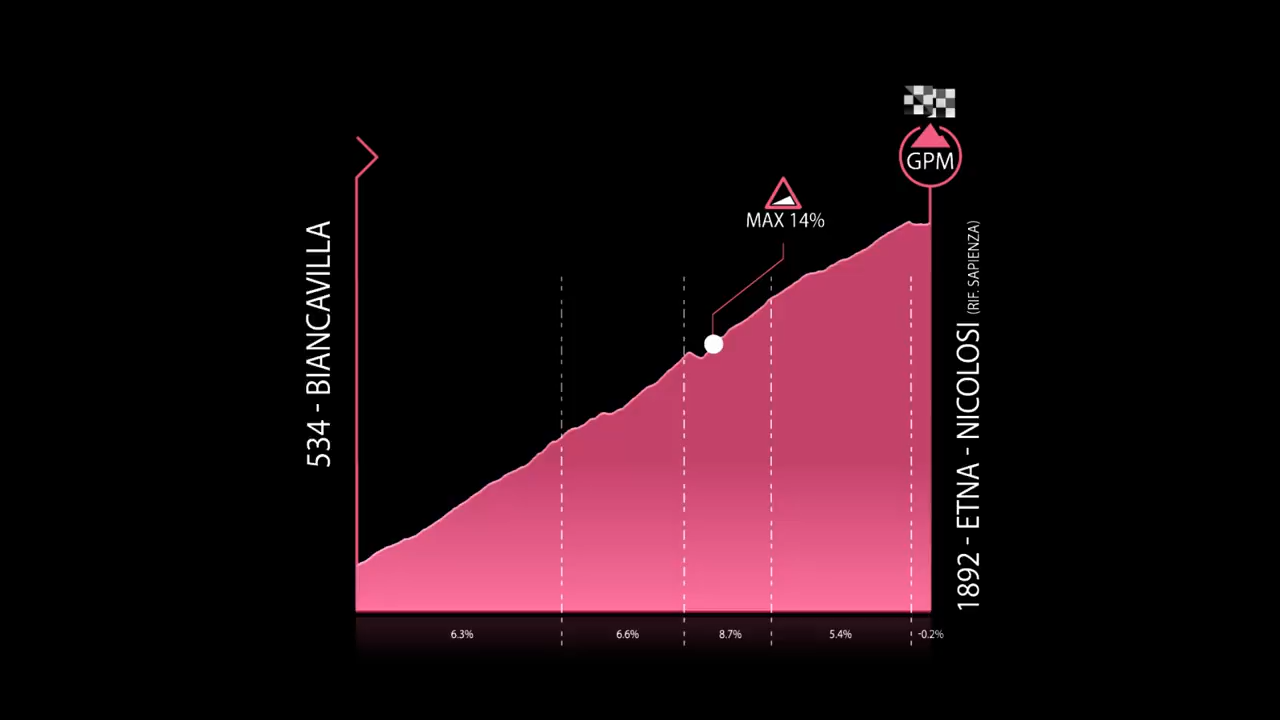 534 - BIANCAVILLA
MAX 14%
GPM
1892 - ETNA - NICOLOSI (RIF. SAPIENZA)
6.3%
6.6%
8.7%
5.4%
-0.2%